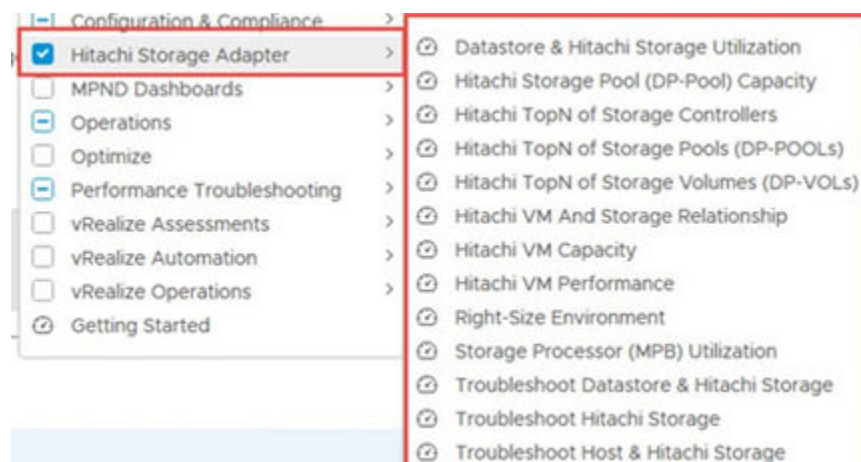 Configuration & Compliance
Hitachi Storage Adapter
MPND Dashboards
Operations
Optimize
Performance Troubleshooting
vRealize Assessments
vRealize Automation
vRealize Operations
Getting Started
Datastore & Hitachi Storage Utilization
Hitachi Storage Pool (DP-Pool) Capacity
Hitachi TopN of Storage Controllers
Hitachi TopN of Storage Pools (DP-POOLs)
Hitachi TopN of Storage Volumes (DP-VOLs)
Hitachi VM And Storage Relationship
Hitachi VM Capacity
Hitachi VM Performance
Right-Size Environment
Storage Processor (MPB) Utilization
Troubleshoot Datastore & Hitachi Storage
Troubleshoot Hitachi Storage
Troubleshoot Host & Hitachi Storage